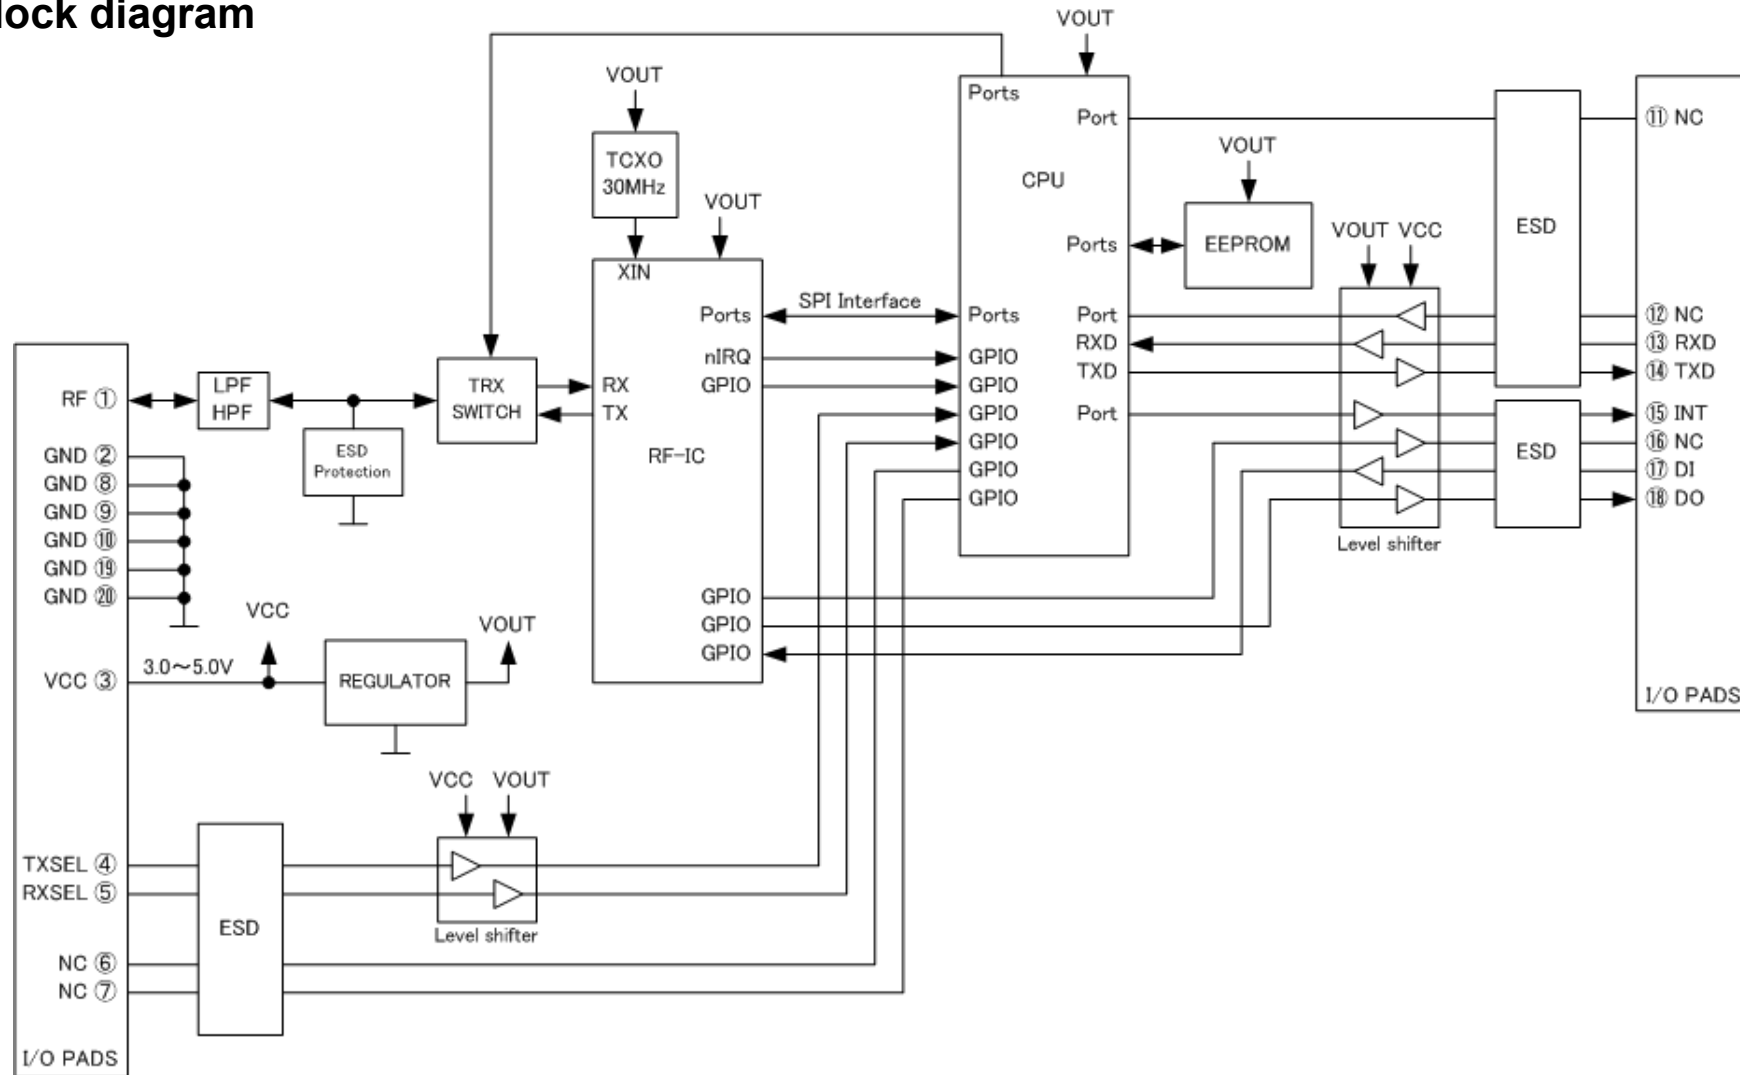 lock diagram
VOUT
VOUT
Ports
Port
⑪ NC
TCXO
30MHz
VOUT
VOUT
CPU
ESD
VOUT VCC
Ports
EEPROM
XIN
SPI Interface
Ports
Ports
Port
⑫ NC
nIRQ
GPIO
RXD
⑬ RXD
GPIO
GPIO
TXD
⑭ TXD
RF ①
LPF
HPF
TRX
SWITCH
RX
TX
GPIO
Port
⑮ INT
GPIO
⑯ NC
GPIO
⑰ DI
GPIO
⑱ DO
ESD
Level shifter
ESD
Protection
RF-IC
GND ②
GND ⑧
GND ⑨
GND ⑩
GND ⑲
GND ⑳
GPIO
GPIO
GPIO
VCC
VOUT
3.0～5.0V
VCC ③
REGULATOR
I/O PADS
VCC VOUT
TXSEL ④
RXSEL ⑤
ESD
Level shifter
NC ⑥
NC ⑦
I/O PADS